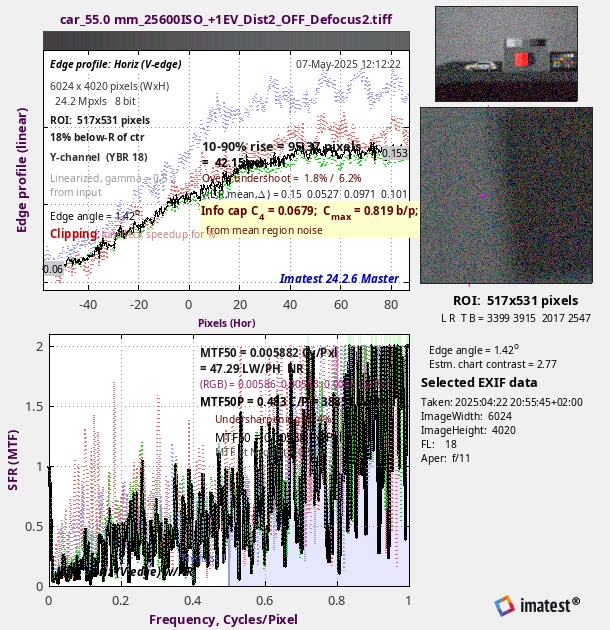 car_55.0 mm_25600ISO_+1EV_Dist2_OFF_Defocus2.tiff
Edge profile: Horiz (V-edge)
07-May-2025 12:12:22
6024 x 4020 pixels (WxH)
24.2 Mpxls 8 bit
ROI: 517x531 pixels
18% below-R of ctr
10-90% rise = 95.37 pixels
Y-channel (YBR 18)
0.153
Linearized, gamma =
from input
Info cap C4 = 0.0679; Cmax = 0.819 b/p;
Edge angle = 1.42o
Clipping
speedup for %
from mean region noise
0.06
Imatest 24.2.6 Master
Edge profile (linear)
-40 -20 0 20 40 60 80
Pixels (Hor)
ROI: 517x531 pixels
L R T B = 3399 3915 2017 2547
MTF50 = 0.005882 Cy/Pxl
= 47.29 LW/PH
Edge angle = 1.42o
Estm. chart contrast = 2.77
Selected EXIF data
Taken: 2025:04:22 20:55:45+02:00
ImageWidth: 6024
ImageHeight: 4020
FL: 18
Aper: f/11
2
1.5
1
0.5
0
SFR (MTF)
0 0.2 0.4 0.6 0.8 1
Frequency, Cycles/Pixel
imatest®